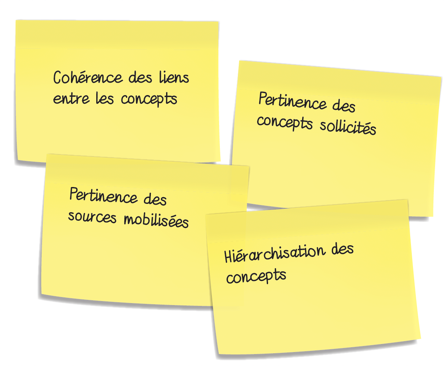 Cohérence des liens
entre les concepts
Pertinence des
concepts sollicités
Pertinence des
sources mobilisées
Hiérarchisation des
concepts